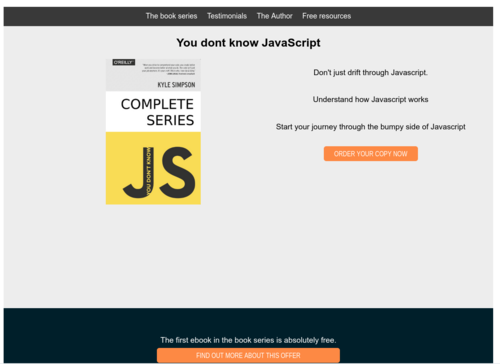 The book series Testimonials The Author Free resources
You dont know JavaScript
O'REILLY
KYLE SIMPSON
COMPLETE
SERIES
YOU DON'T KNOW
JS
Don't just drift through Javascript.
Understand how Javascript works
Start your journey through the bumpy side of Javascript
ORDER YOUR COPY NOW
The first ebook in the book series is absolutely free.
FIND OUT MORE ABOUT THIS OFFER